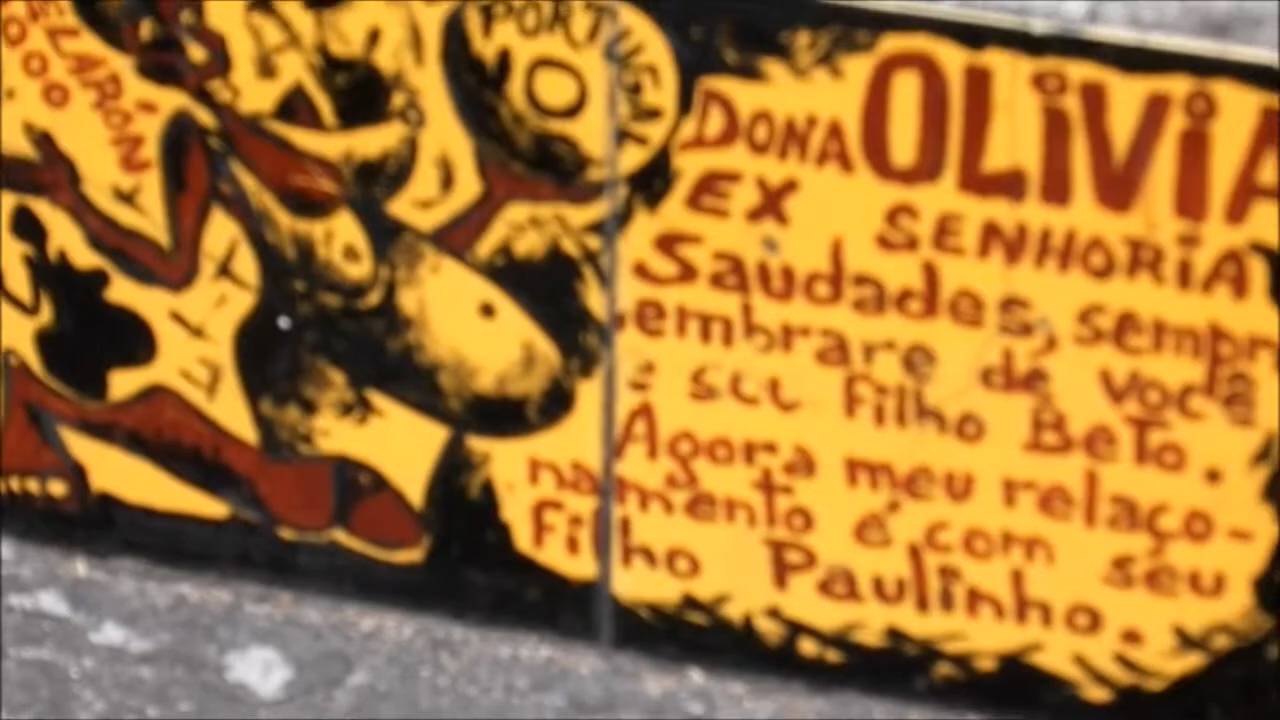 SELARÓN
PORTUGAL
DONA OLiViA
EX SENHORIA
Saudades, sempr
embrare de você
seu Filho BeTo.
Agora meu relaço-
namento é com seu
Filho Paulinho.